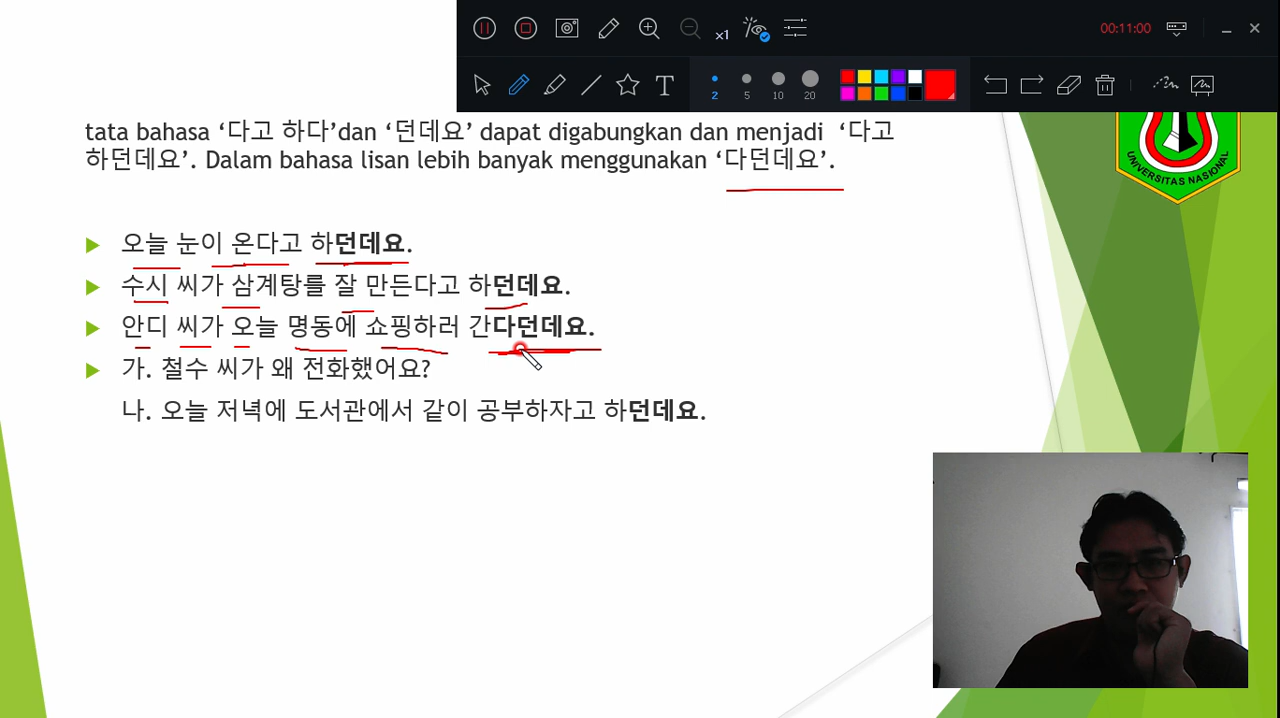 x1
00:11:00
T
2 5 10 20
tata bahasa ‘다고 하다’dan ‘던데요’ dapat digabungkan dan menjadi ‘다고
하던데요’. Dalam bahasa lisan lebih banyak menggunakan ‘다던데요’.
UNIVERSITAS NASIONAL
오늘 눈이 온다고 하던데요.
수시 씨가 삼계탕를 잘 만든다고 하던데요.
안디 씨가 오늘 명동에 쇼핑하러 간다던데요.
가. 철수 씨가 왜 전화했어요?
나. 오늘 저녁에 도서관에서 같이 공부하자고 하던데요.